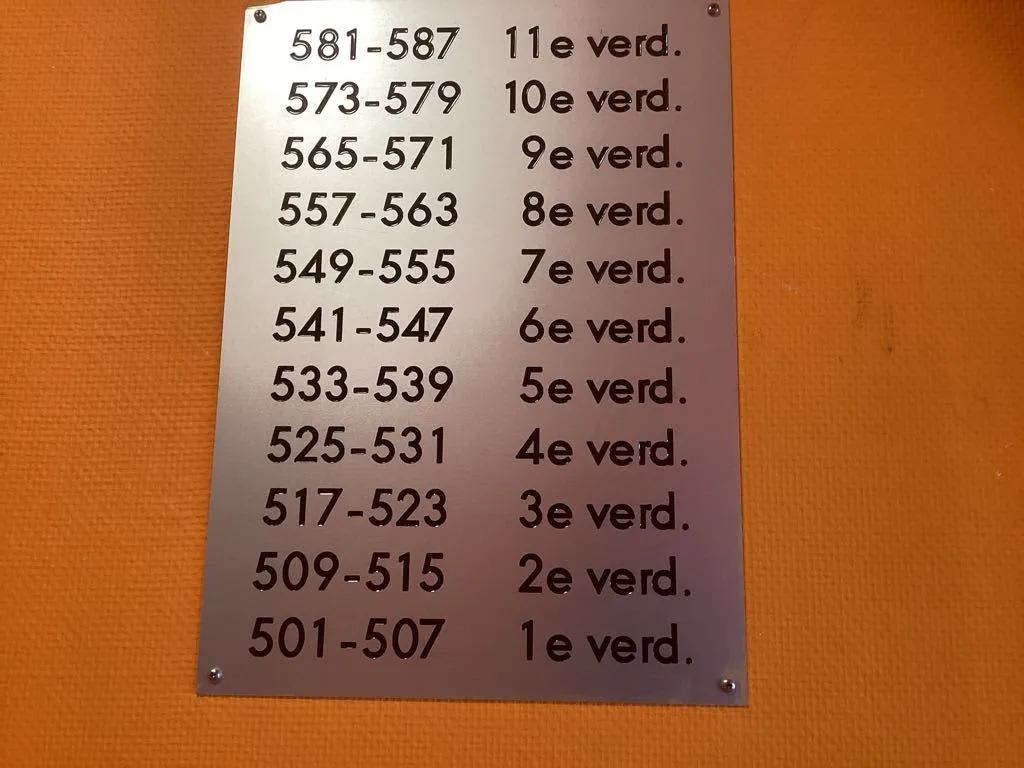 581-587 11e verd.
573-579 10e verd.
565-571 9e verd.
557-563 8e verd.
549-555 7e verd.
541-547 6e verd.
533-539 5e verd.
525-531 4e verd.
517-523 3e verd.
509-515 2e verd.
501-507 1e verd.